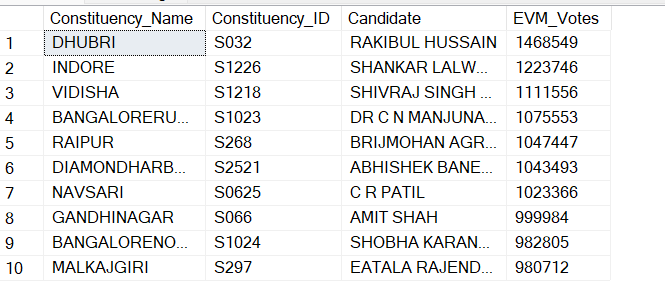 Constituency_Name Constituency_ID Candidate EVM_Votes
1 DHUBRI S032 RAKIBUL HUSSAIN 1468549
2 INDORE S1226 SHANKAR LALW... 1223746
3 VIDISHA S1218 SHIVRAJ SINGH ... 1111556
4 BANGALORERU... S1023 DR C N MANJUNA... 1075553
5 RAIPUR S268 BRIJMOHAN AGR... 1047447
6 DIAMONDHARB... S2521 ABHISHEK BANE... 1043493
7 NAVSARI S0625 C R PATIL 1023366
8 GANDHINAGAR S066 AMIT SHAH 999984
9 BANGALORENO... S1024 SHOBHA KARAN... 982805
10 MALKAJGIRI S297 EATALA RAJEND... 980712